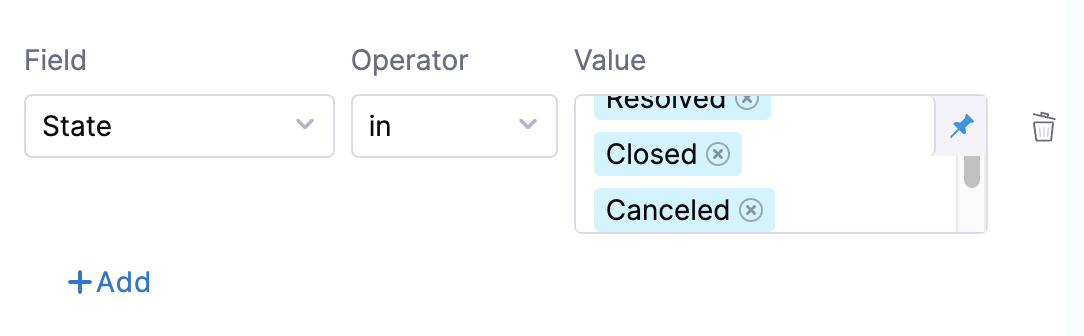 Field Operator Value
State in Resolved
Closed
Canceled
+Add